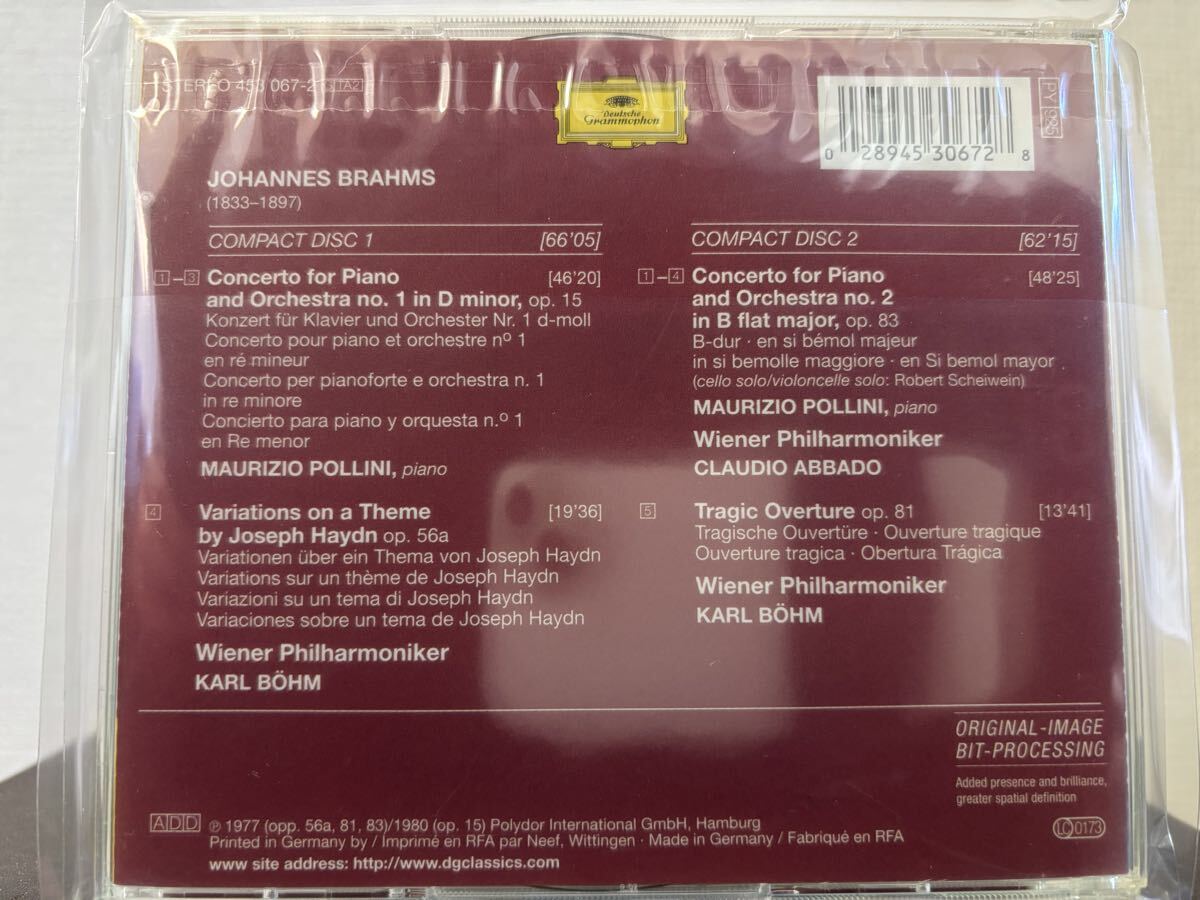 STEREO 453 067-2 GTA2
Deutsche
Grammophon
0 28945 30672 8
PY 925
JOHANNES BRAHMS
(1833–1897)
COMPACT DISC 1 [66'05]
1–3 Concerto for Piano [46'20]
and Orchestra no. 1 in D minor, op. 15
Konzert für Klavier und Orchester Nr. 1 d-moll
Concerto pour piano et orchestre nº 1
en ré mineur
Concerto per pianoforte e orchestra n. 1
in re minore
Concierto para piano y orquesta n.º 1
en Re menor
MAURIZIO POLLINI, piano
4 Variations on a Theme [19'36]
by Joseph Haydn op. 56a
Variationen über ein Thema von Joseph Haydn
Variations sur un thème de Joseph Haydn
Variazioni su un tema di Joseph Haydn
Variaciones sobre un tema de Joseph Haydn
Wiener Philharmoniker
KARL BÖHM
COMPACT DISC 2 [62'15]
1–4 Concerto for Piano [48'25]
and Orchestra no. 2
in B flat major, op. 83
B-dur · en si bémol majeur
in si bemolle maggiore · en Si bemol mayor
(cello solo/violoncelle solo: Robert Scheiwein)
MAURIZIO POLLINI, piano
Wiener Philharmoniker
CLAUDIO ABBADO
5 Tragic Overture op. 81 [13'41]
Tragische Ouvertüre · Ouverture tragique
Ouverture tragica · Obertura Trágica
Wiener Philharmoniker
KARL BÖHM
ORIGINAL-IMAGE
BIT-PROCESSING
Added presence and brilliance,
greater spatial definition
ADD ℗ 1977 (opp. 56a, 81, 83)/1980 (op. 15) Polydor International GmbH, Hamburg
Printed in Germany by / Imprimé en RFA par Neef, Wittingen · Made in Germany / Fabriqué en RFA
www site address: http://www.dgclassics.com
LC 0173